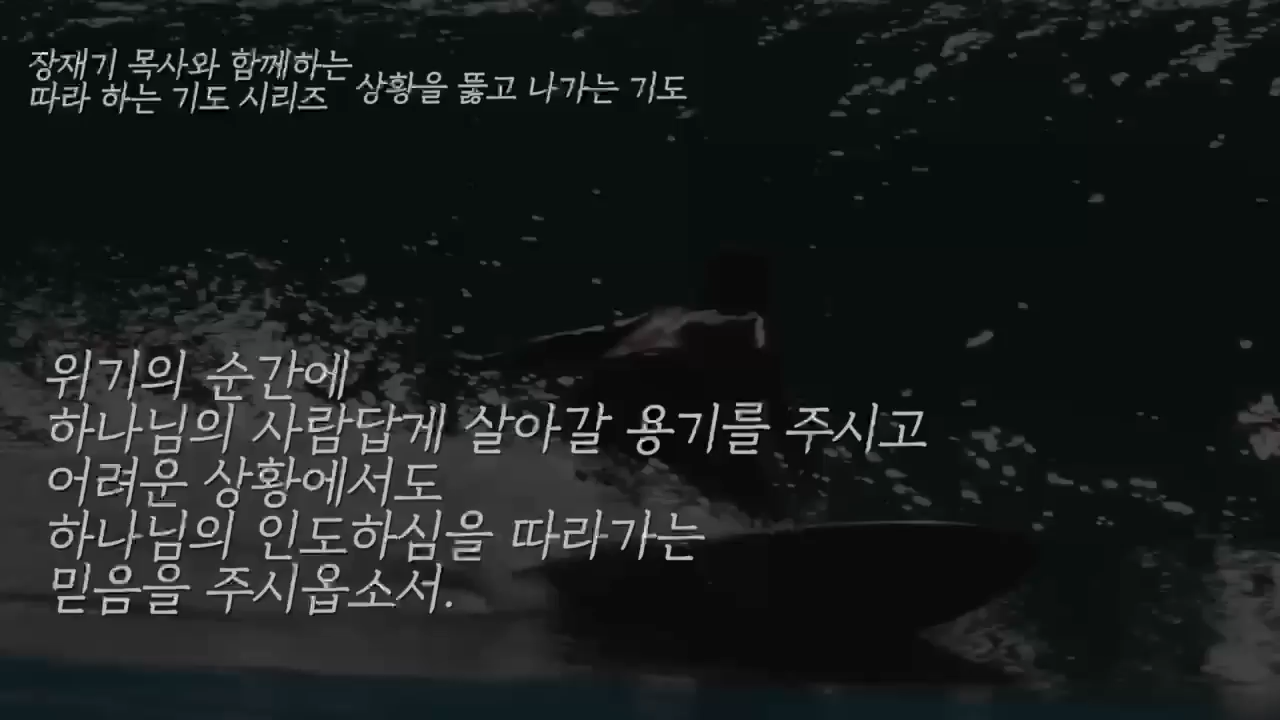 장재기 목사와 함께하는
따라 하는 기도 시리즈
상황을 뚫고 나가는 기도
위기의 순간에
하나님의 사람답게 살아갈 용기를 주시고
어려운 상황에서도
하나님의 인도하심을 따라가는
믿음을 주시옵소서.